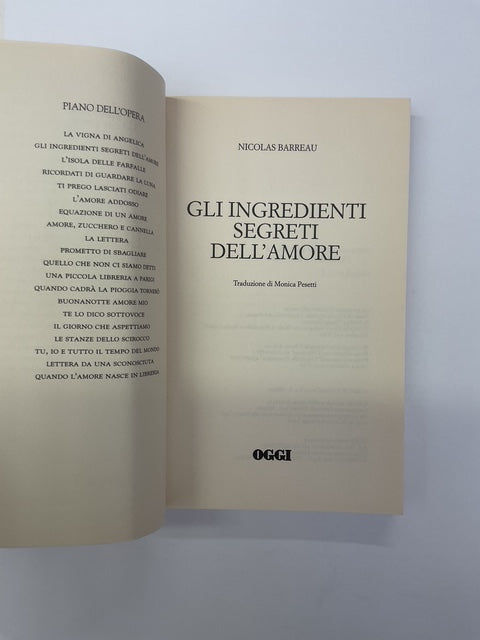 PIANO DELL'OPERA
LA VIGNA DI ANGELICA
GLI INGREDIENTI SEGRETI DELL'AMORE
L'ISOLA DELLE FARFALLE
RICORDATI DI GUARDARE LA LUNA
TI PREGO LASCIATI ODIARE
L'AMORE ADDOSSO
EQUAZIONE DI UN AMORE
AMORE, ZUCCHERO E CANNELLA
LA LETTERA
PROMETTO DI SBAGLIARE
QUELLO CHE NON CI SIAMO DETTI
UNA PICCOLA LIBRERIA A PARIGI
QUANDO CADRÀ LA PIOGGIA TORNERÒ
BUONANOTTE AMORE MIO
TE LO DICO SOTTOVOCE
IL GIORNO CHE ASPETTIAMO
LE STANZE DELLO SCIROCCO
TU, IO E TUTTO IL TEMPO DEL MONDO
LETTERA DA UNA SCONOSCIUTA
QUANDO L'AMORE NASCE IN LIBRERIA
NICOLAS BARREAU
GLI INGREDIENTI
SEGRETI
DELL'AMORE
Traduzione di Monica Pesetti
OGGI